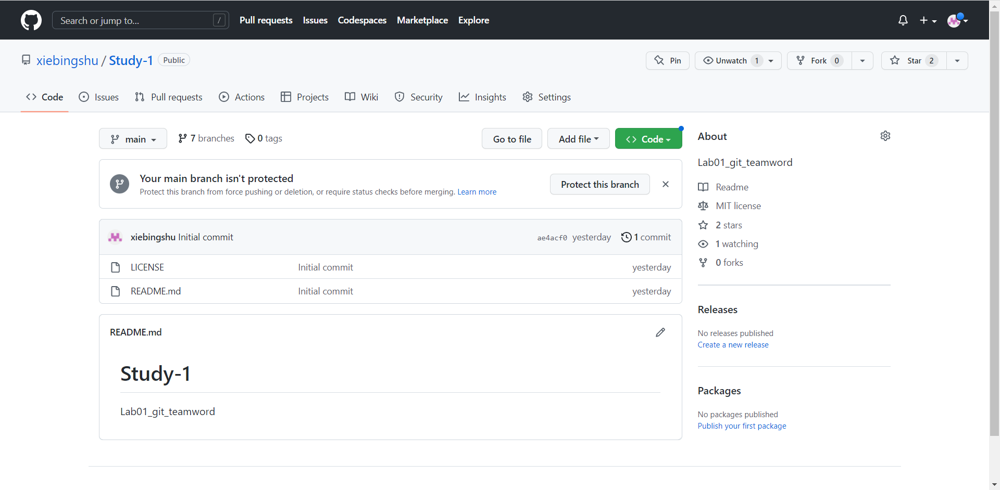 Search or jump to... /
Pull requests Issues Codespaces Marketplace Explore
xiebingshu / Study-1 Public
Pin Unwatch 1 Fork 0 Star 2
Code Issues Pull requests Actions Projects Wiki Security Insights Settings
main 7 branches 0 tags Go to file Add file Code
Your main branch isn't protected
Protect this branch from force pushing or deletion, or require status checks before merging. Learn more
Protect this branch
xiebingshu Initial commit ae4acf0 yesterday 1 commit
LICENSE Initial commit yesterday
README.md Initial commit yesterday
README.md
Study-1
Lab01_git_teamword
About
Lab01_git_teamword
Readme
MIT license
2 stars
1 watching
0 forks
Releases
No releases published
Create a new release
Packages
No packages published
Publish your first package